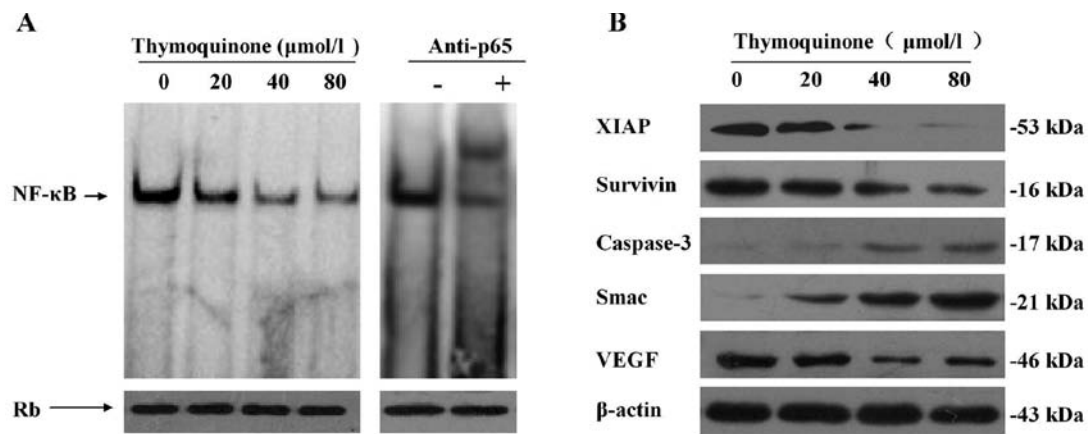 A
Thymoquinone (μmol/l )
0 20 40 80
Anti-p65
- +
NF-κB
Rb
B
Thymoquinone ( μmol/l)
0 20 40 80
XIAP -53 kDa
Survivin -16 kDa
Caspase-3 -17 kDa
Smac -21 kDa
VEGF -46 kDa
β-actin -43 kDa